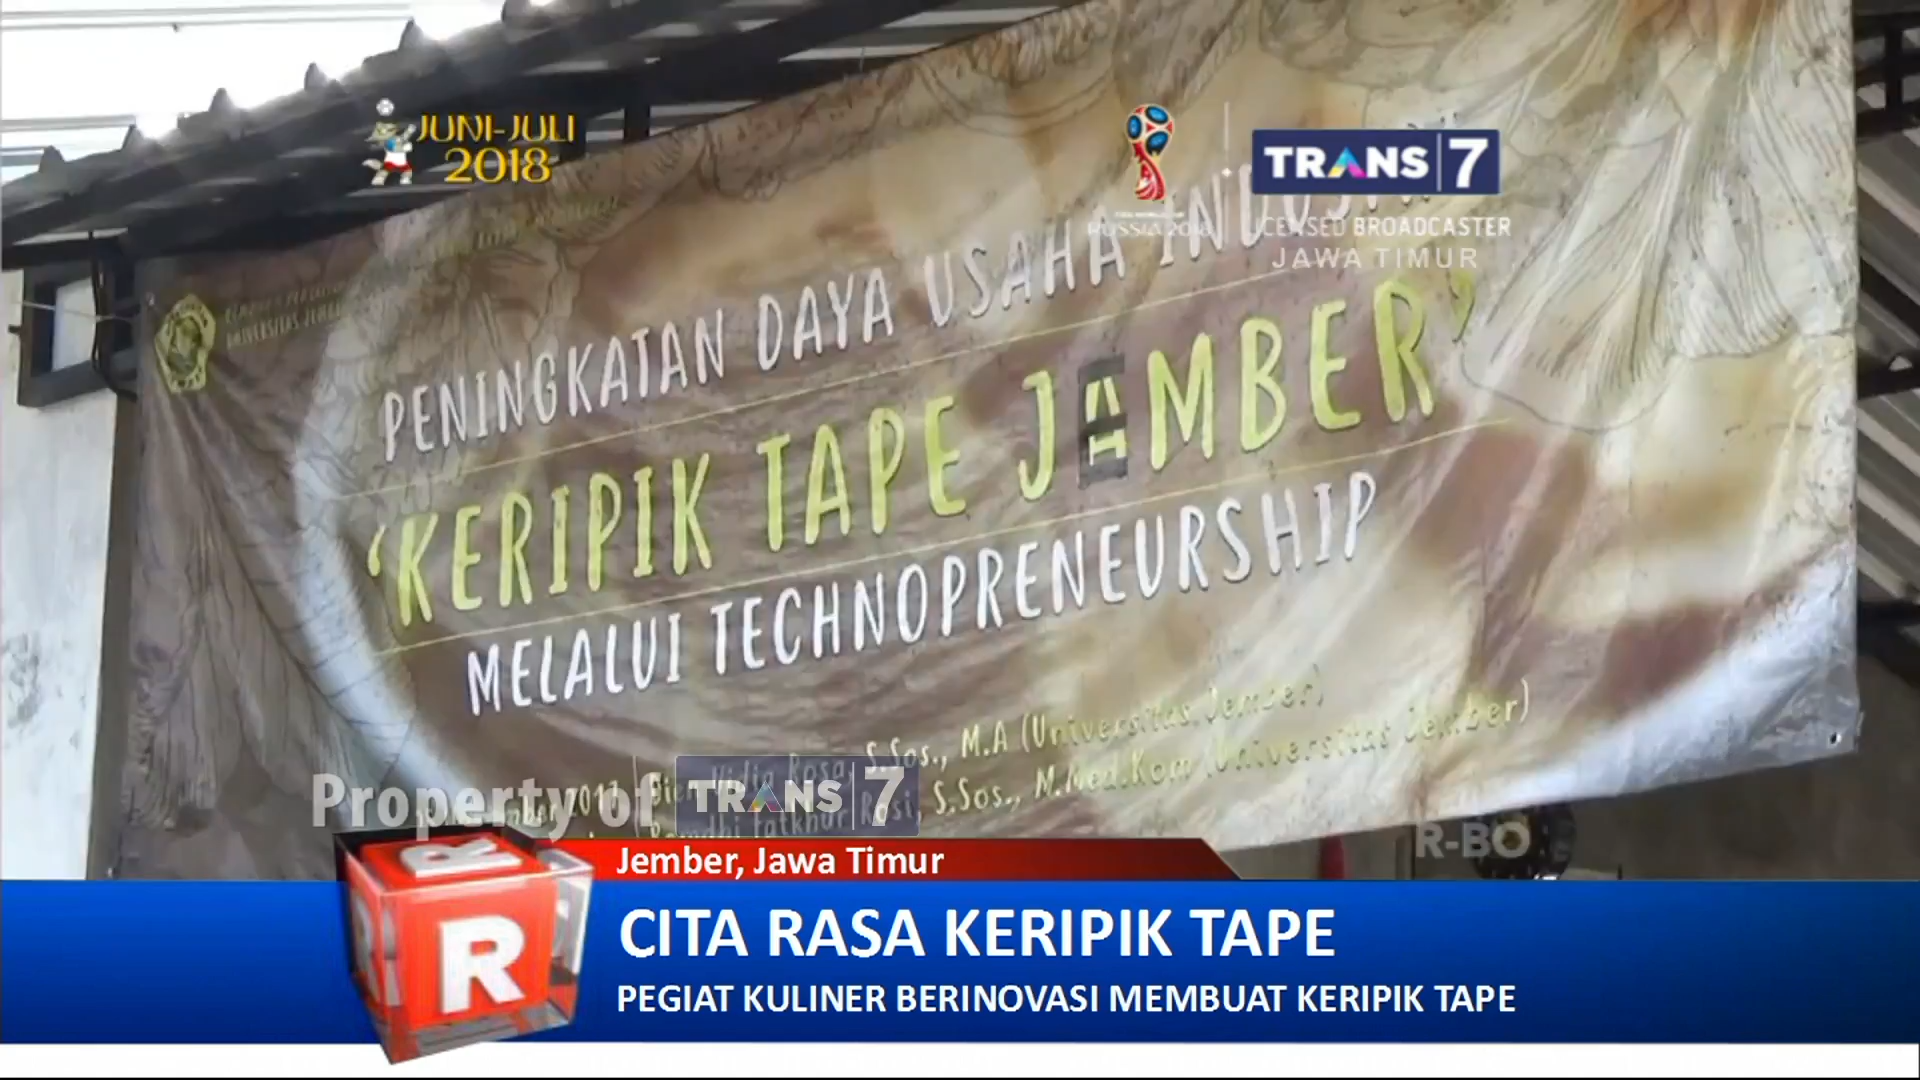 JUNI-JULI
2018
TRANS|7
RUSSIA 2018
LICENSED BROADCASTER
JAWA TIMUR
PENINGKATAN DAYA USAHA
'KERIPIK TAPE JAMBER'
MELALUI TECHNOPRENEURSHIP
S.Sos., M.A (Universitas Jember)
S.Sos., M.Med.Kom (Universitas Jember)
Property of TRANS|7
R-BO
Jember, Jawa Timur
R
R
CITA RASA KERIPIK TAPE
PEGIAT KULINER BERINOVASI MEMBUAT KERIPIK TAPE